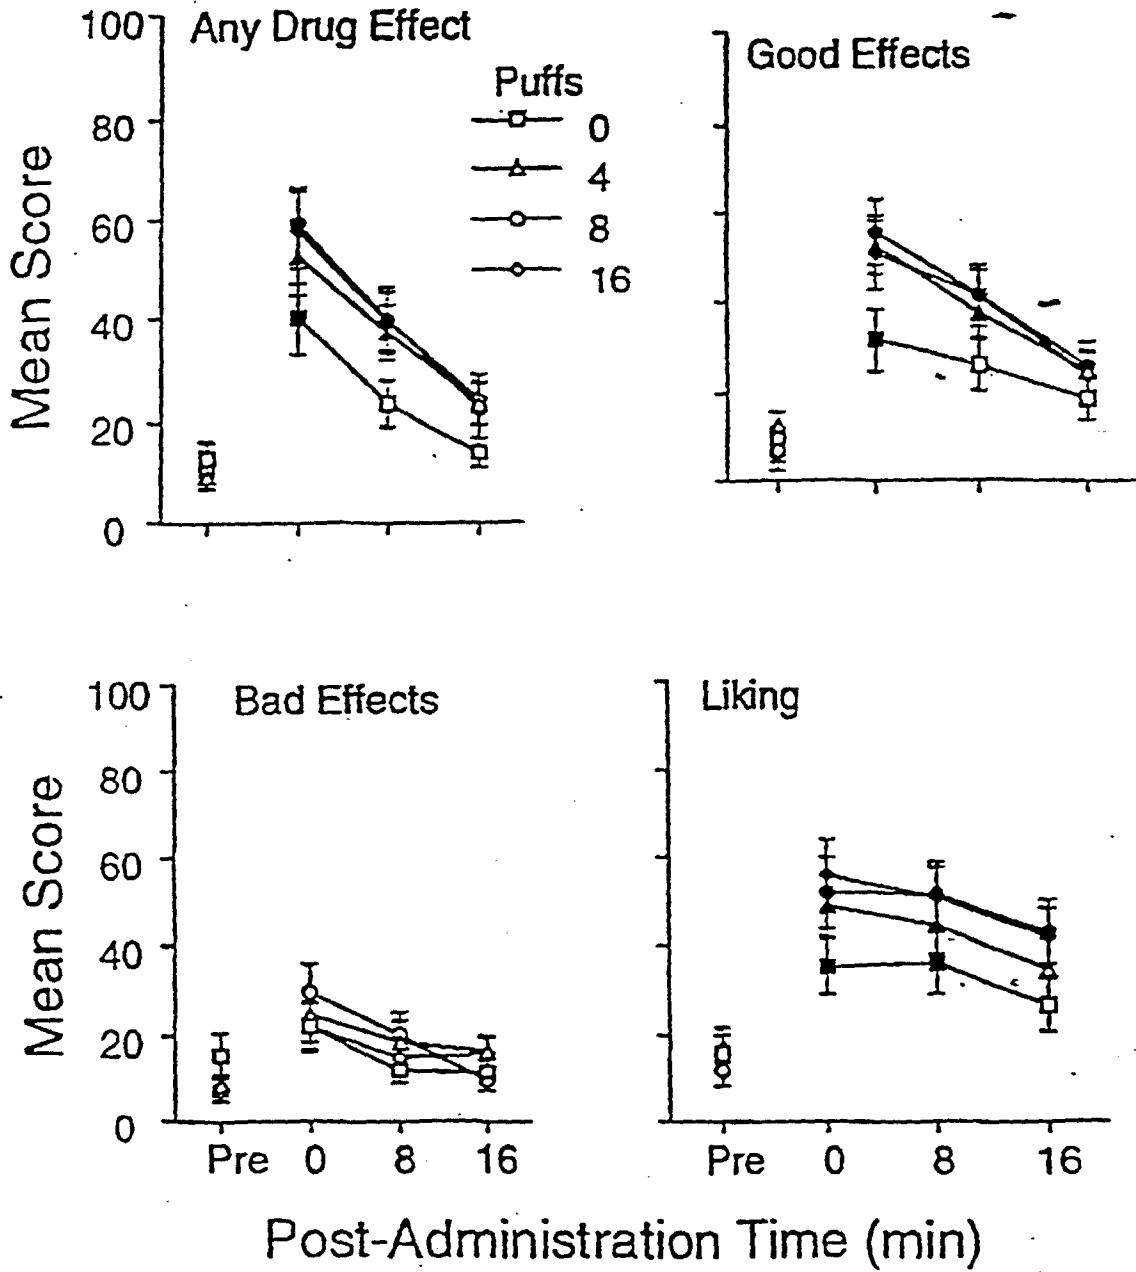 Any Drug Effect
Puffs
0
4
8
16
100
80
60
40
20
0
Mean Score
Good Effects
Bad Effects
100
80
60
40
20
0
Mean Score
Pre 0 8 16
Liking
Pre 0 8 16
Post-Administration Time (min)